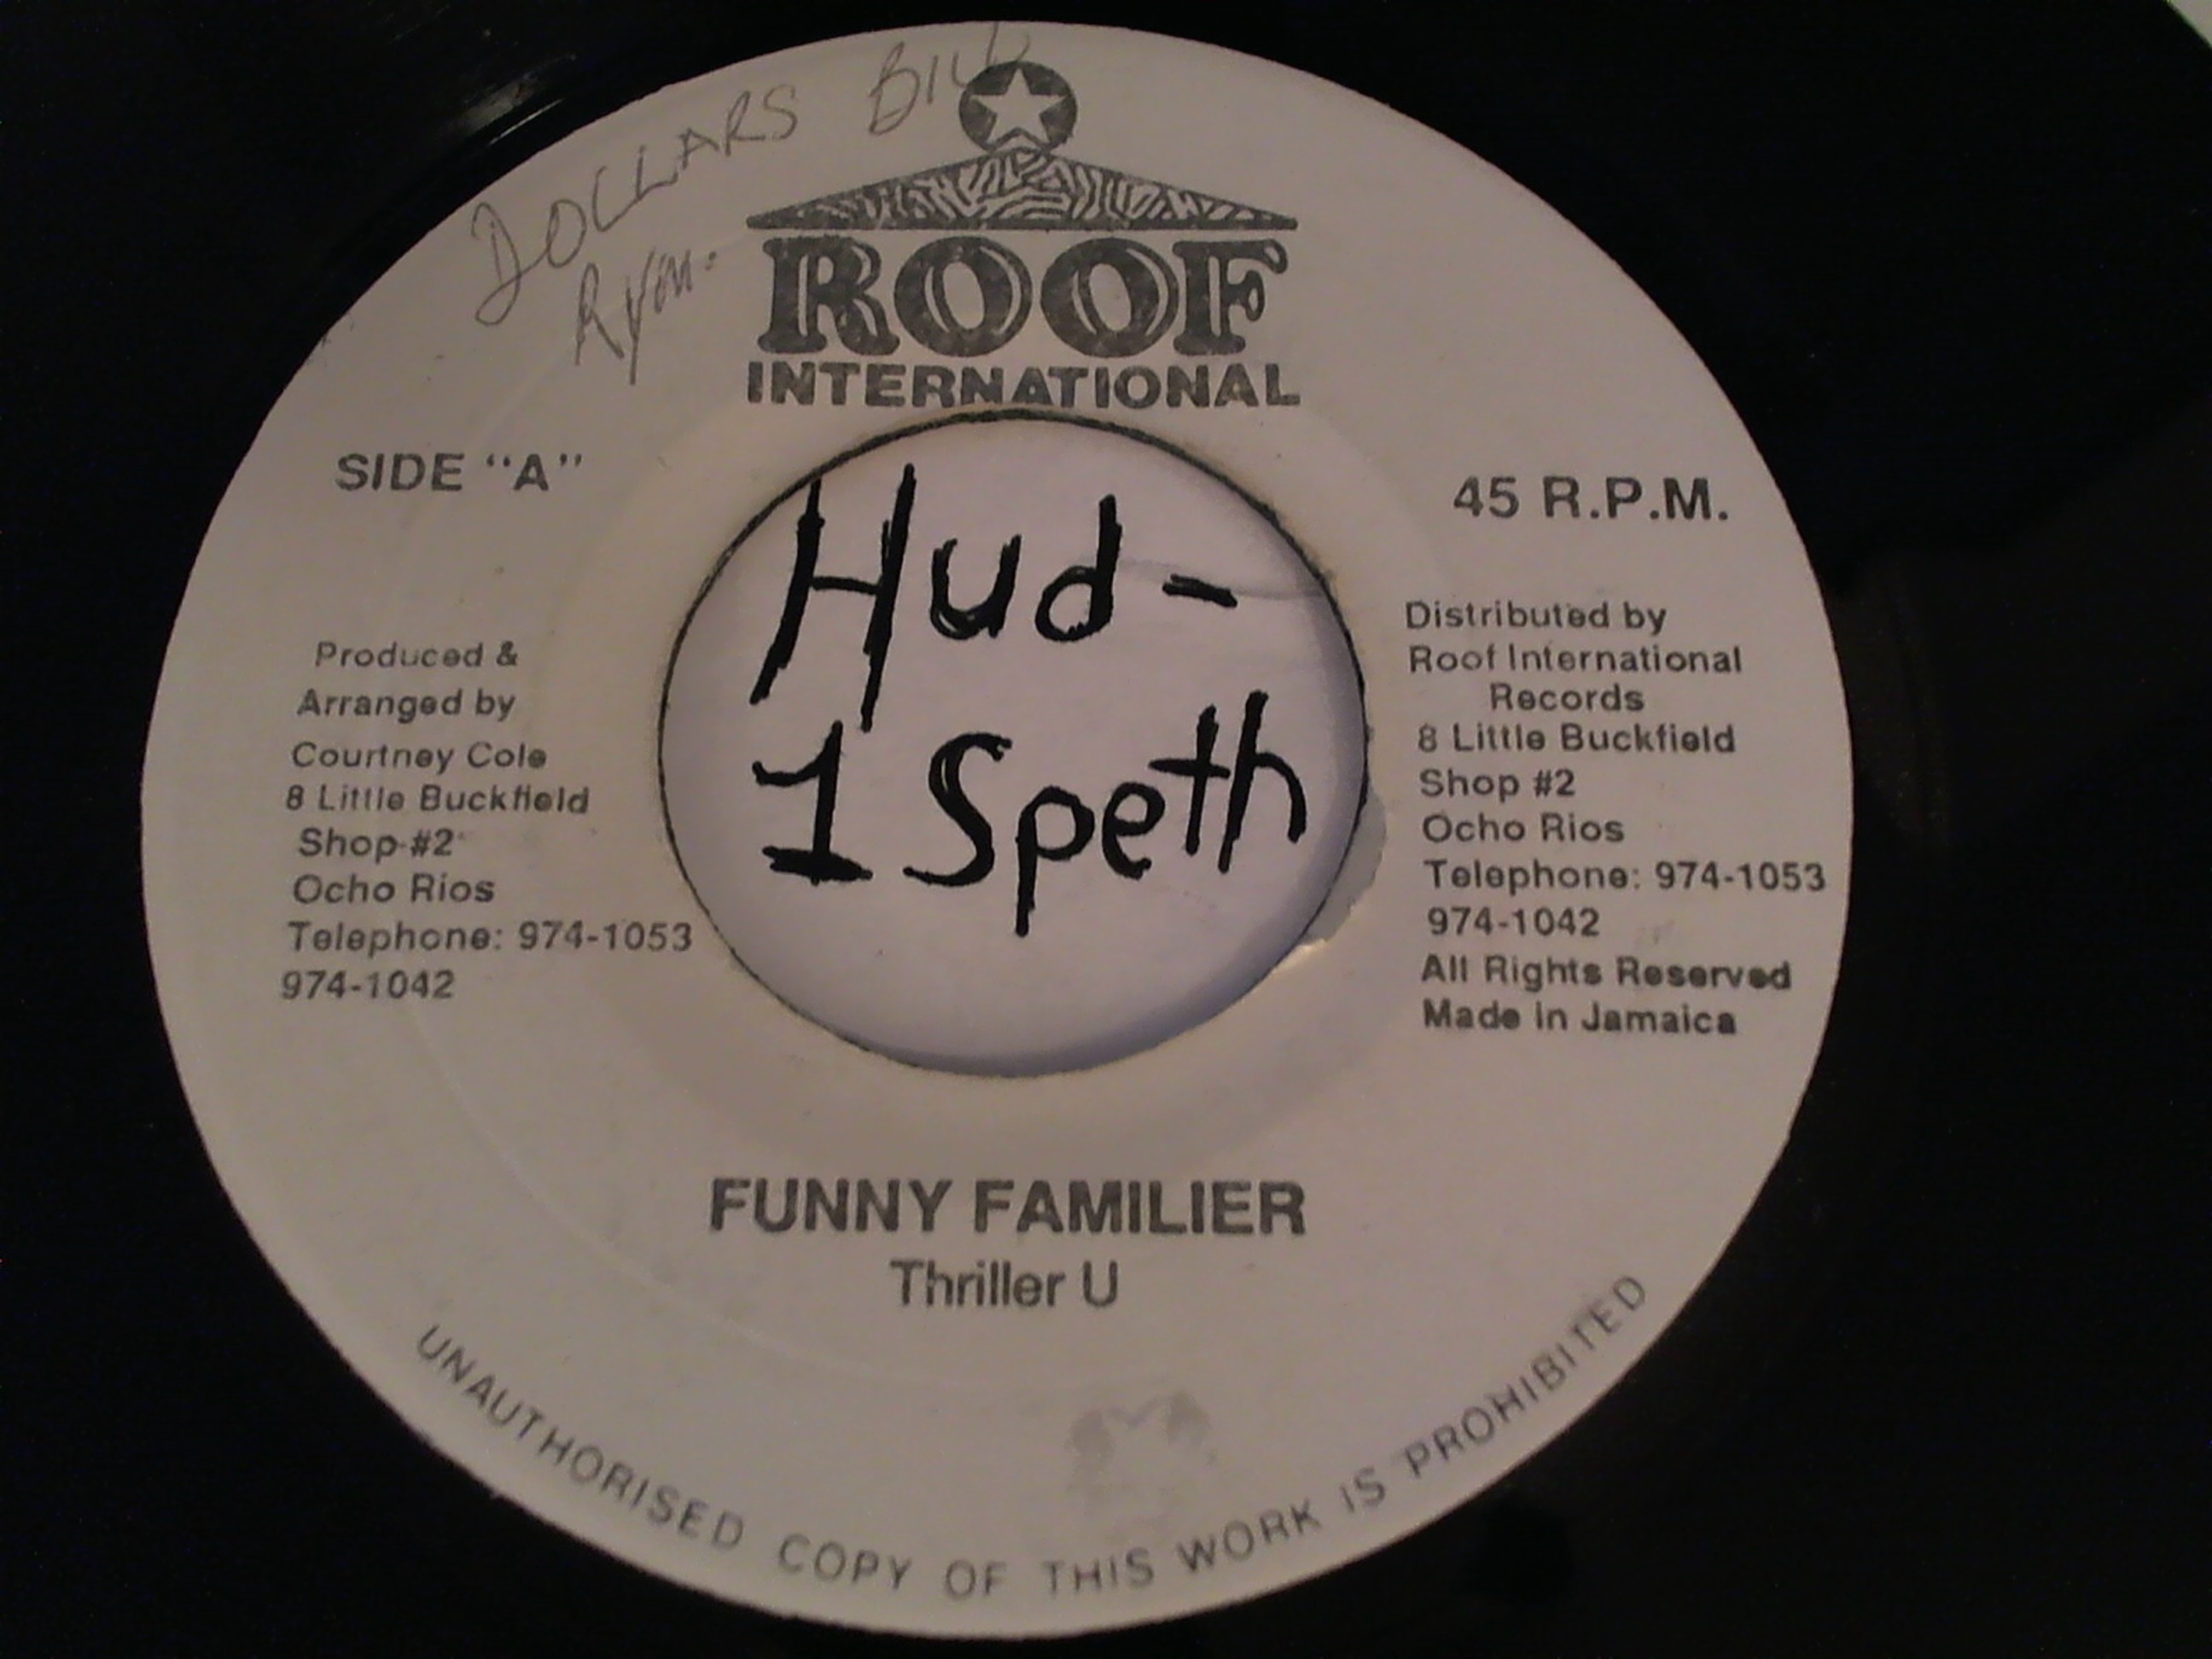 DOLLARS BILL
Rym.
ROOF
INTERNATIONAL
SIDE "A"
45 R.P.M.
Hud-
1 Speth
Produced &
Arranged by
Courtney Cole
8 Little Buckfield
Shop #2
Ocho Rios
Telephone: 974-1053
974-1042
Distributed by
Roof International
Records
8 Little Buckfield
Shop #2
Ocho Rios
Telephone: 974-1053
974-1042
All Rights Reserved
Made in Jamaica
FUNNY FAMILIER
Thriller U
UNAUTHORISED COPY OF THIS WORK IS PROHIBITED